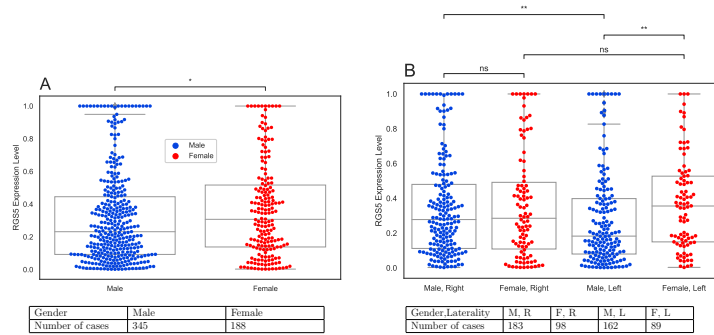 A
*
RGS5 Expression Level
1.0
0.8
0.6
0.4
0.2
0.0
Male
Female
Male
Female
Gender Male Female
Number of cases 345 188
B
**
**
ns
ns
RGS5 Expression Level
1.0
0.8
0.6
0.4
0.2
0.0
Male, Right
Female, Right
Male, Left
Female, Left
Gender,Laterality M, R F, R M, L F, L
Number of cases 183 98 162 89